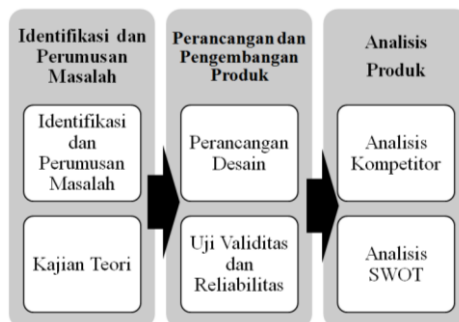 Identifikasi dan
Perumusan
Masalah
Identifikasi
dan
Perumusan
Masalah
Kajian Teori
Perancangan dan
Pengembangan
Produk
Perancangan
Desain
Uji Validitas
dan
Reliabilitas
Analisis
Produk
Analisis
Kompetitor
Analisis
SWOT